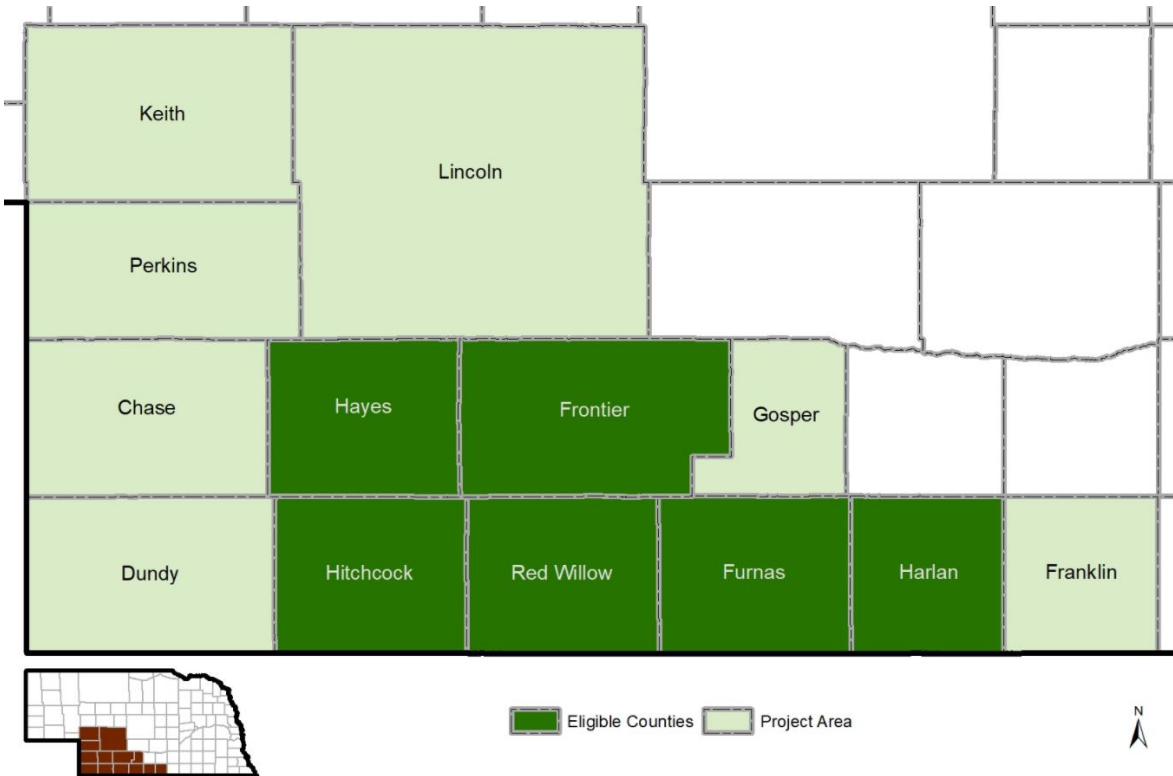 Keith
Lincoln
Perkins
Chase
Hayes
Frontier
Gosper
Dundy
Hitchcock
Red Willow
Furnas
Harlan
Franklin
Eligible Counties
Project Area
N